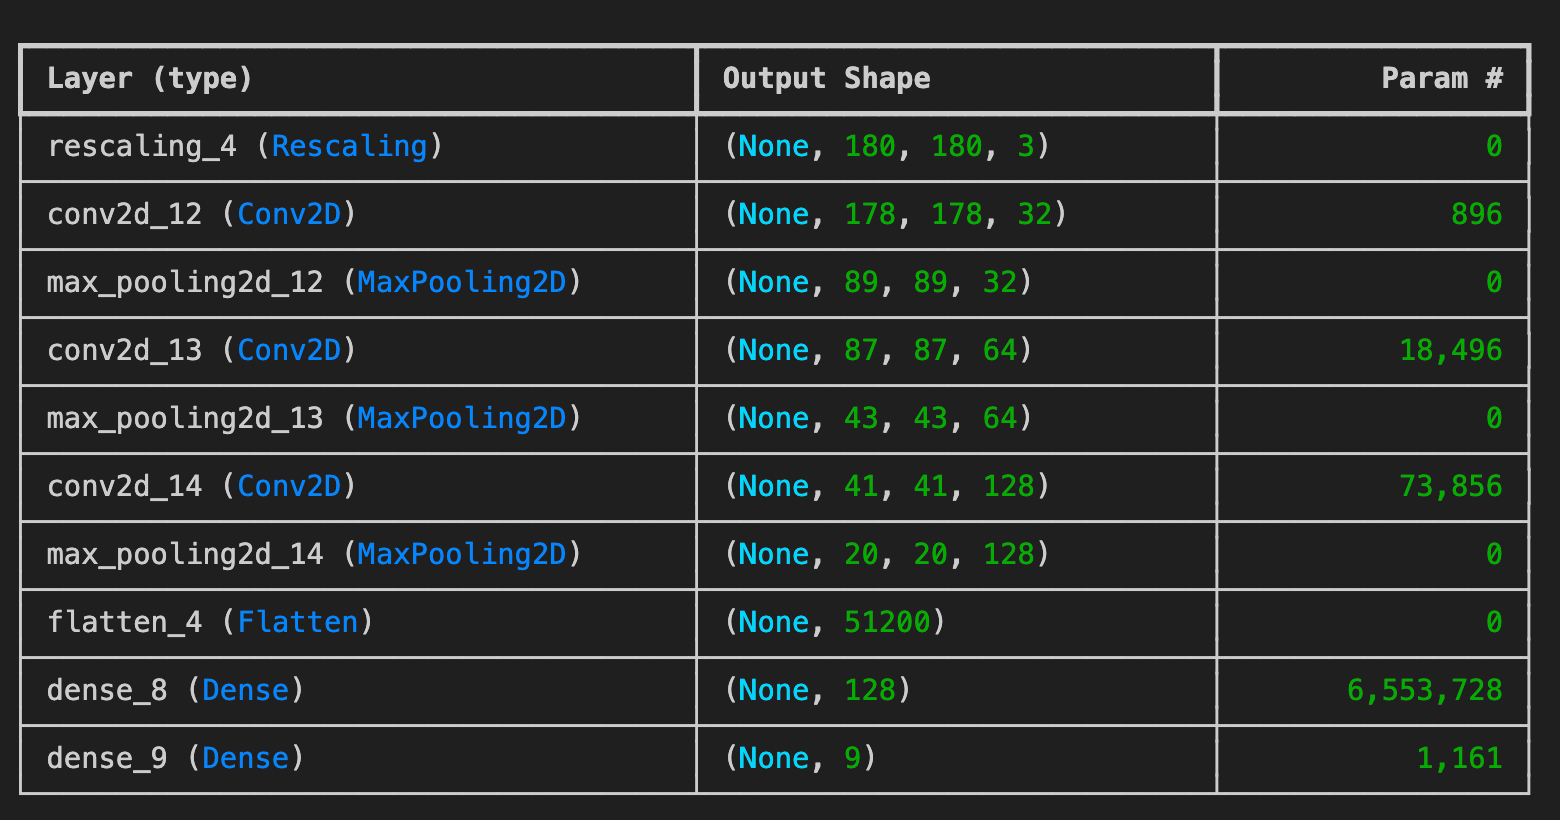 Layer (type) Output Shape Param #
rescaling_4 (Rescaling) (None, 180, 180, 3) 0
conv2d_12 (Conv2D) (None, 178, 178, 32) 896
max_pooling2d_12 (MaxPooling2D) (None, 89, 89, 32) 0
conv2d_13 (Conv2D) (None, 87, 87, 64) 18,496
max_pooling2d_13 (MaxPooling2D) (None, 43, 43, 64) 0
conv2d_14 (Conv2D) (None, 41, 41, 128) 73,856
max_pooling2d_14 (MaxPooling2D) (None, 20, 20, 128) 0
flatten_4 (Flatten) (None, 51200) 0
dense_8 (Dense) (None, 128) 6,553,728
dense_9 (Dense) (None, 9) 1,161